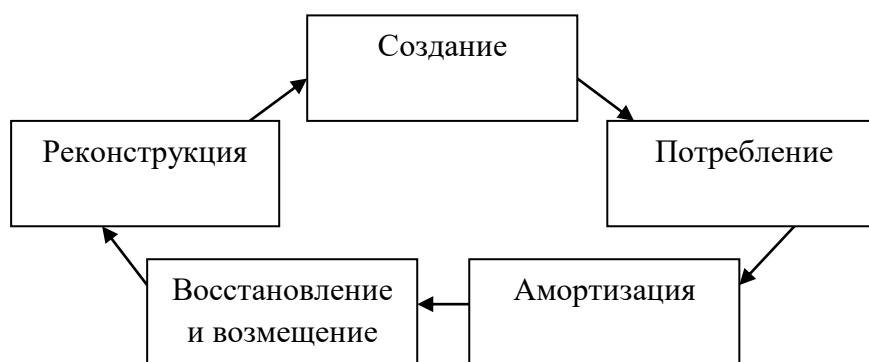 Создание
Реконструкция
Потребление
Восстановление
и возмещение
Амортизация